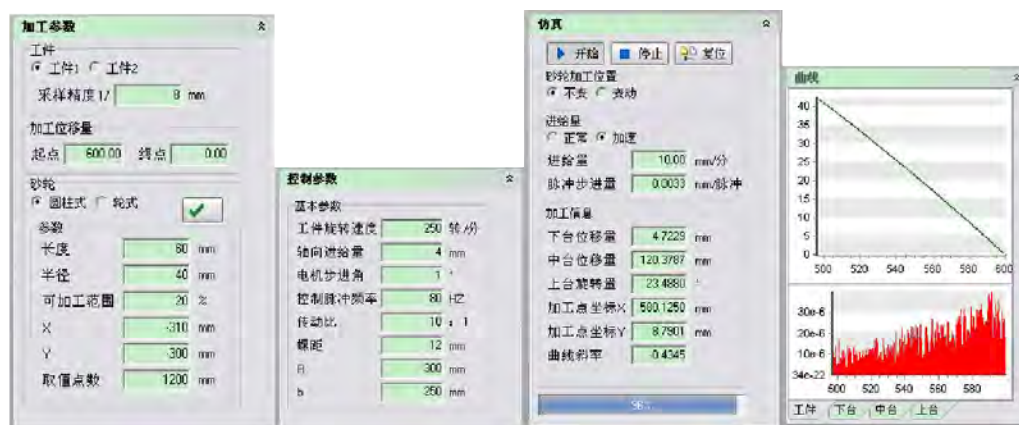 加工参数
工件
工件1 工件2
采样精度1/ 8 mm
加工位移量
起点 600.00 终点 0.00
砂轮
圆柱式 轮式
参数
长度 60 mm
半径 40 mm
可加工范围 20 %
X -310 mm
Y -300 mm
取值点数 1200 mm
控制参数
基本参数
工件旋转速度 250 转/分
轴向进给量 4 mm
电机步进角 1 °
控制脉冲频率 80 HZ
传动比 10 : 1
螺距 12 mm
300 mm
b 250 mm
仿真
开始 停止 复位
砂轮加工位置
不变 变动
进给量
正常 加速
进给量 10.00 mm/分
脉冲步进量 0.0033 mm/脉冲
加工信息
下台位移量 4.7229 mm
中台位移量 120.3787 mm
上台旋转量 23.4880 °
加工点坐标X 580.1250 mm
加工点坐标Y 8.7901 mm
曲线斜率 -0.4345
曲线
40
35
30
25
20
15
10
5
0
500 520 540 560 580 600
30e-6
20e-6
10e-6
34e-22
500 520 540 560 580
工件 下台 中台 上台